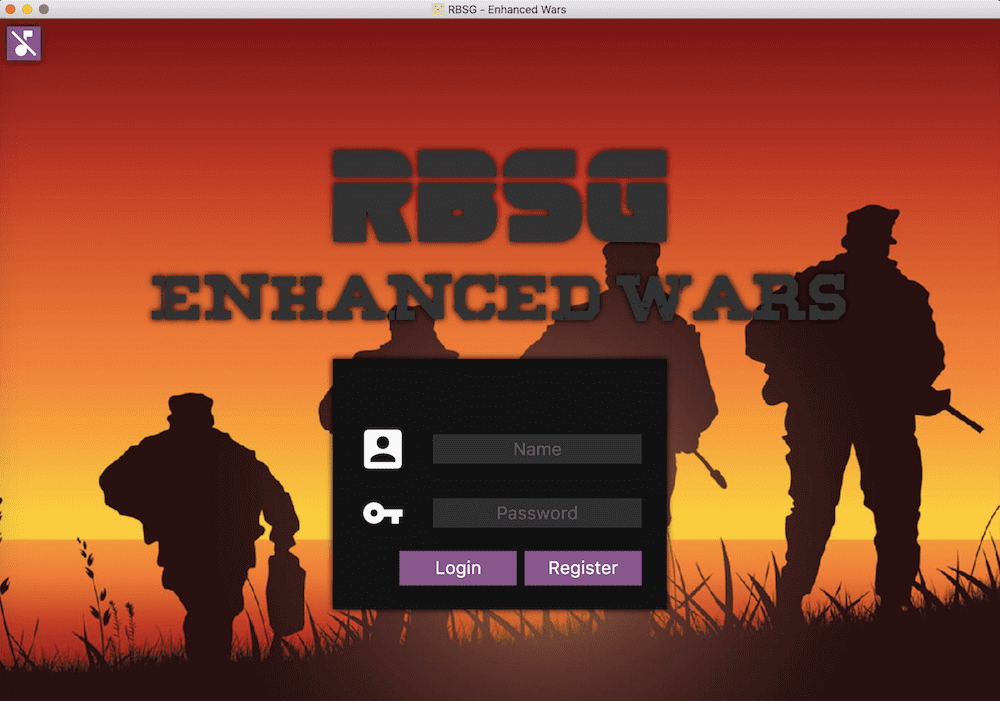 RBSG - Enhanced Wars
RBSG
ENHANCED WARS
Name
Password
Login Register